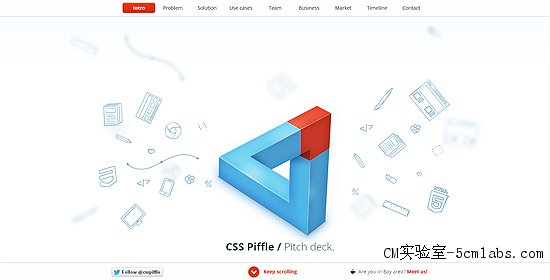 Intro Problem Solution Use cases Team Business Market Timeline Contact
</>
%
</>
%
CSS Piffle / Pitch deck.
CM实验室-5cmlabs.com
Follow @csspiffle Keep scrolling Are you in Bay area? Meet us!